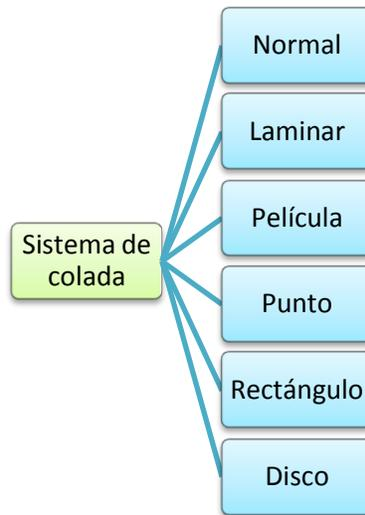 Sistema de
colada
Normal
Laminar
Película
Punto
Rectángulo
Disco